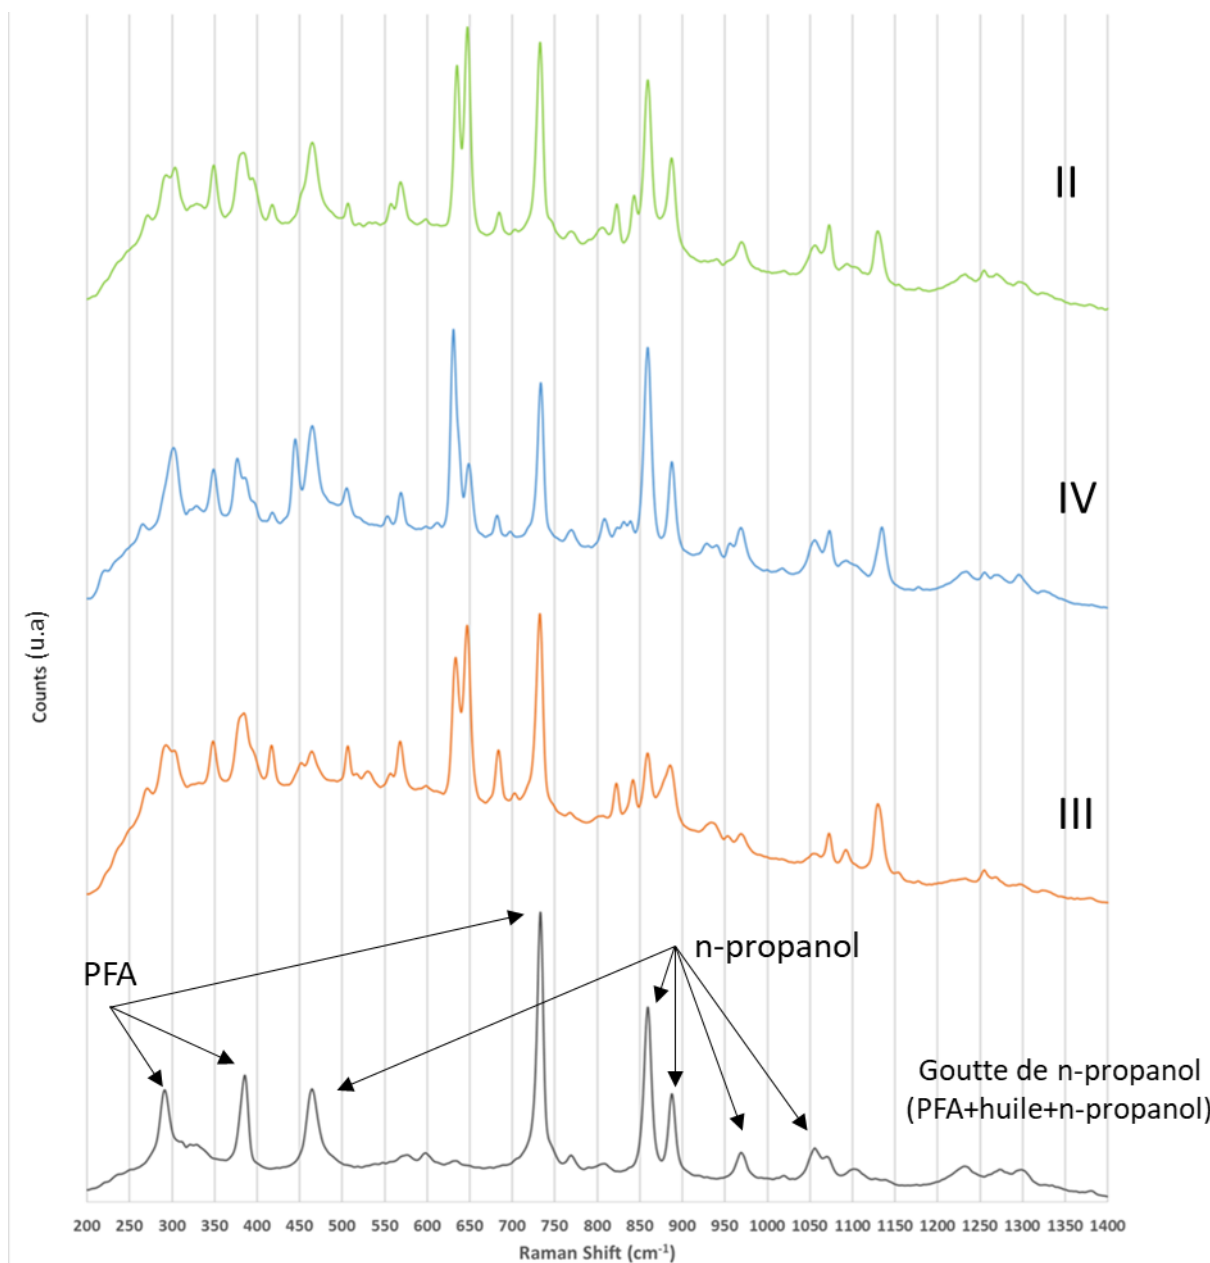 II
IV
Counts (u.a)
III
PFA
n-propanol
Goutte de n-propanol
(PFA+huile+n-propanol)
200 250 300 350 400 450 500 550 600 650 700 750 800 850 900 950 1000 1050 1100 1150 1200 1250 1300 1350 1400
Raman Shift (cm⁻¹)